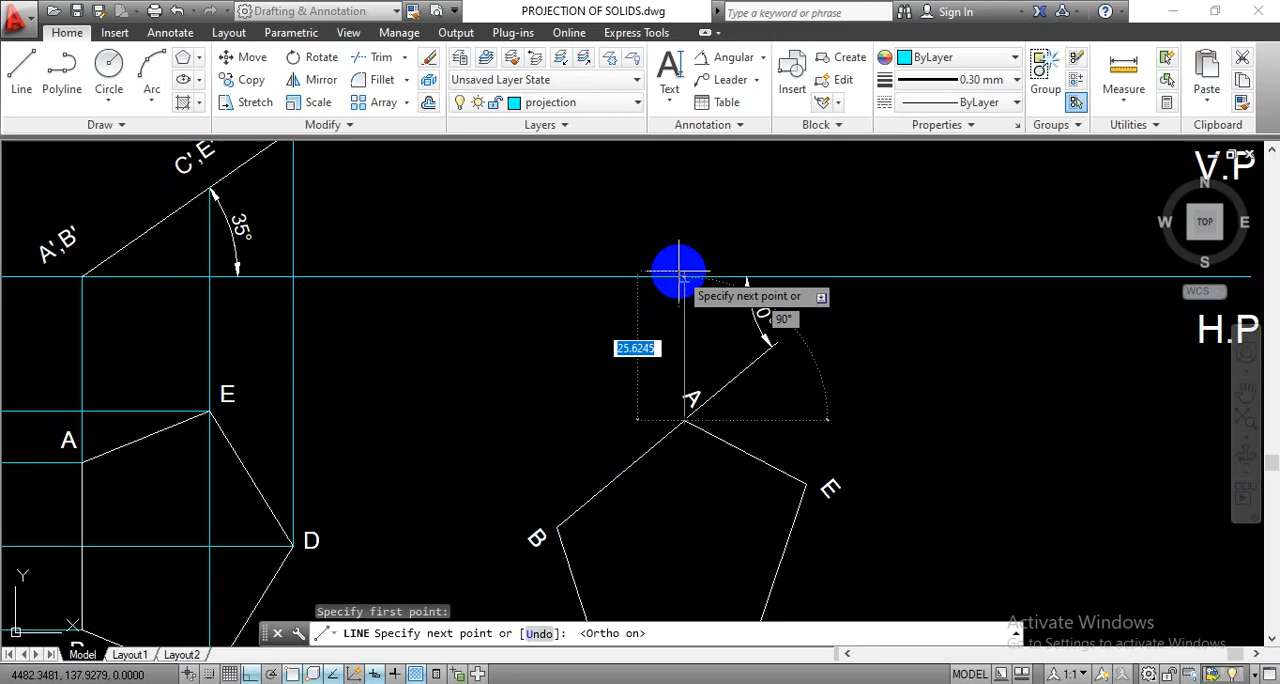 Drafting & Annotation
PROJECTION OF SOLIDS.dwg
Type a keyword or phrase
Sign In
Home Insert Annotate Layout Parametric View Manage Output Plug-ins Online Express Tools
Line Polyline Circle Arc
Move Rotate Trim
Copy Mirror Fillet
Stretch Scale Array
Unsaved Layer State
projection
Text
Angular
Leader
Table
Insert
Create
Edit
ByLayer
0.30 mm
ByLayer
Group
Measure
Paste
Draw Modify Layers Annotation Block Properties Groups Utilities Clipboard
C',E'
V.P
N
W TOP E
S
35°
A',B'
WCS
Specify next point or
90°
H.P
25.6245
E
A
A
E
B
D
Y
X
Specify first point:
LINE Specify next point or [Undo]: <Ortho on>
Activate Windows
Go to Settings to activate Windows.
Model Layout1 Layout2
4482.3481, 137.9279, 0.0000
MODEL
1:1